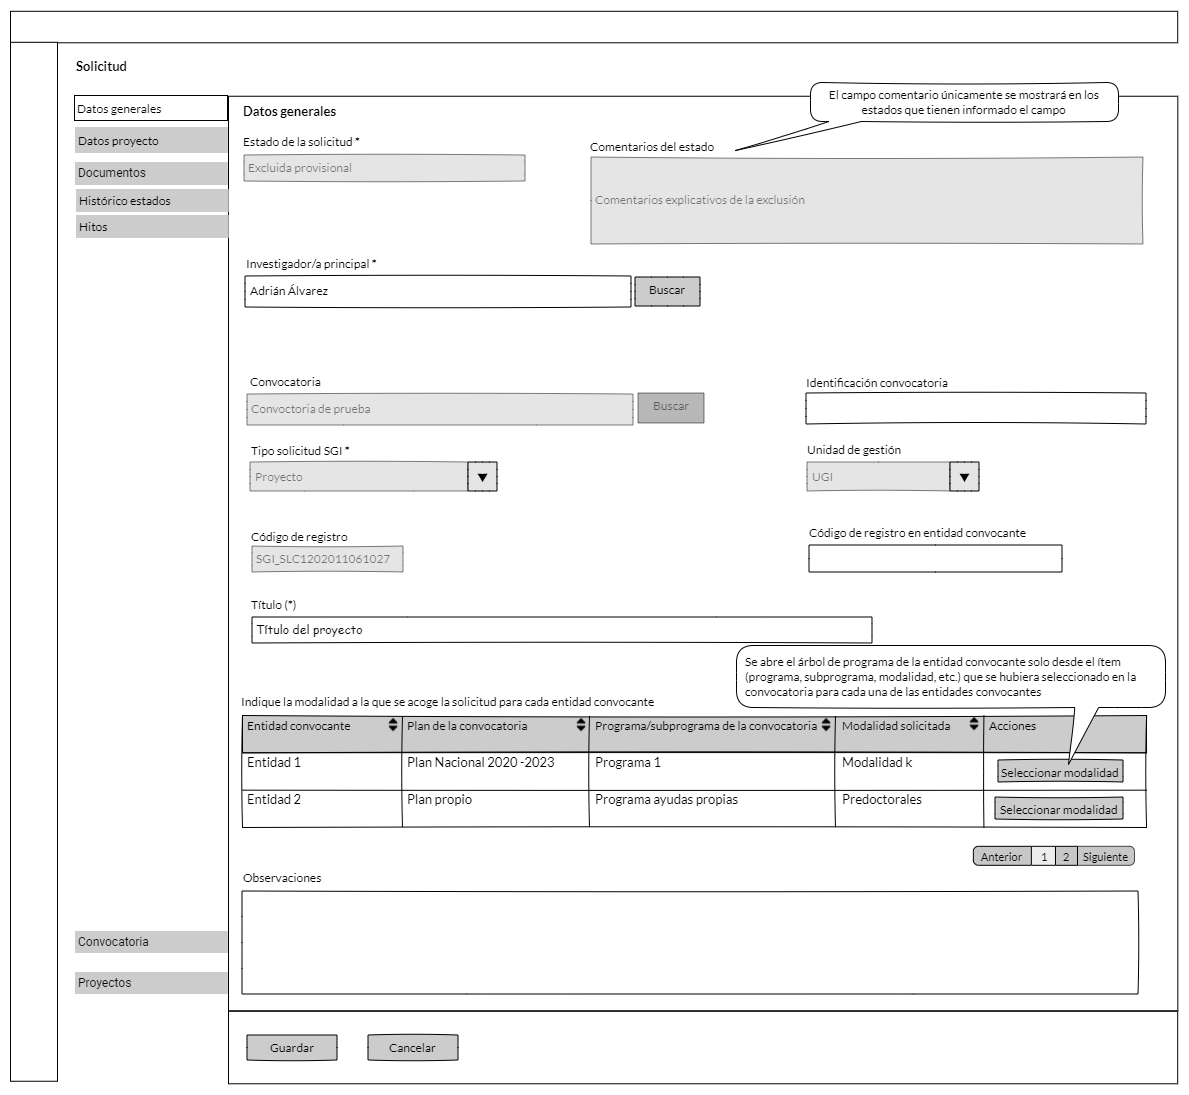 Solicitud
El campo comentario únicamente se mostrará en los
estados que tienen informado el campo
Datos generales
Datos proyecto
Documentos
Histórico estados
Hitos
Datos generales
Estado de la solicitud *
Excluida provisional
Comentarios del estado
Comentarios explicativos de la exclusión
Investigador/a principal *
Adrián Álvarez
Buscar
Convocatoria
Convoctoria de prueba
Buscar
Identificación convocatoria
Tipo solicitud SGI *
Proyecto
Unidad de gestión
UGI
Código de registro
SGI_SLC1202011061027
Código de registro en entidad convocante
Título (*)
Título del proyecto
Se abre el árbol de programa de la entidad convocante solo desde el ítem
(programa, subprograma, modalidad, etc.) que se hubiera seleccionado en la
convocatoria para cada una de las entidades convocantes
Indique la modalidad a la que se acoge la solicitud para cada entidad convocante
Entidad convocante Plan de la convocatoria Programa/subprograma de la convocatoria Modalidad solicitada Acciones
Entidad 1 Plan Nacional 2020 -2023 Programa 1 Modalidad k Seleccionar modalidad
Entidad 2 Plan propio Programa ayudas propias Predoctorales Seleccionar modalidad
Anterior 1 2 Siguiente
Observaciones
Convocatoria
Proyectos
Guardar Cancelar